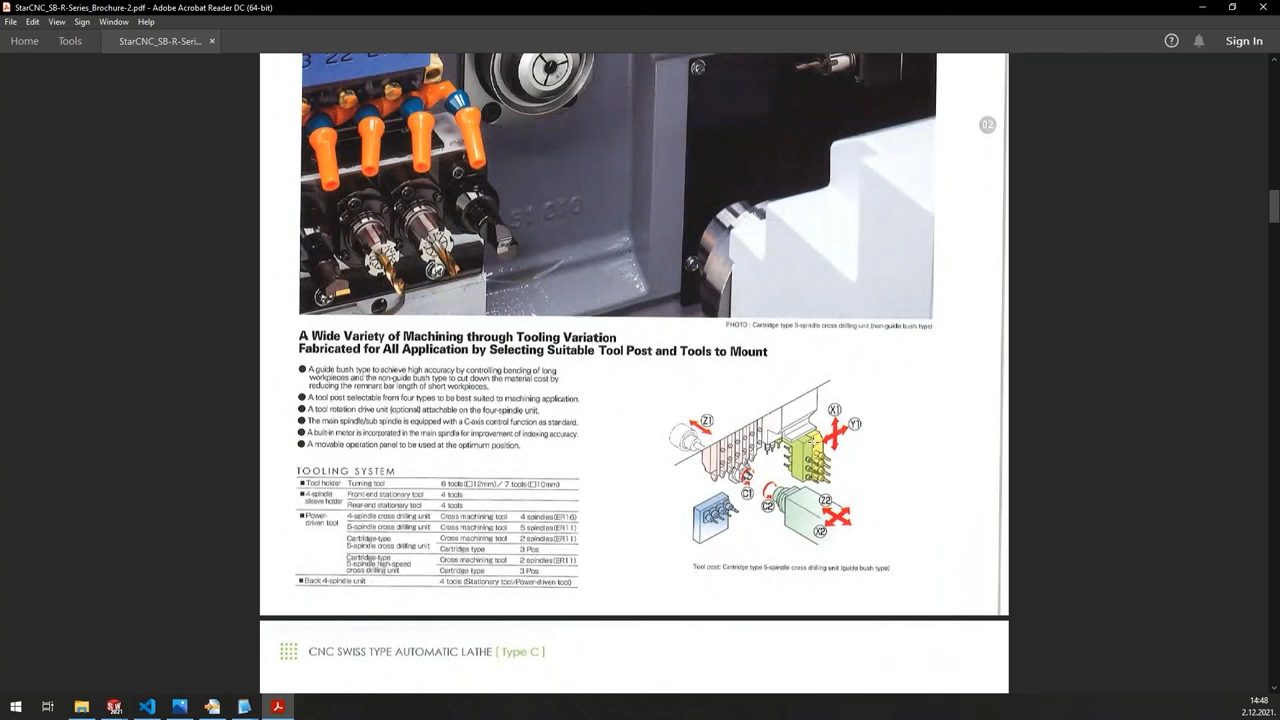 StarCNC_SB-R-Series_Brochure-2.pdf - Adobe Acrobat Reader DC (64-bit)
File Edit View Sign Window Help
Home Tools StarCNC_SB-R-Seri... × Sign In
02
PHOTO : Cartridge type 5-spindle cross drilling unit (non-guide bush type)
A Wide Variety of Machining through Tooling Variation
Fabricated for All Application by Selecting Suitable Tool Post and Tools to Mount
● A guide bush type to achieve high accuracy by controlling bending of long
workpieces and the non-guide bush type to cut down the material cost by
reducing the remnant bar length of short workpieces.
● A tool post selectable from four types to be best suited to machining application.
● A tool rotation drive unit (optional) attachable on the four-spindle unit.
● The main spindle/sub spindle is equipped with C-axis control function as standard.
● A built-in motor is incorporated in the main spindle for improvement of indexing accuracy.
● A movable operation panel to be used at the optimum position.
Z1
X1
Y1
C1
C2
Z2
X2
Tool post: Cartridge type 5-spindle cross drilling unit (guide bush type)
TOOLING SYSTEM
■ Tool holder Turning tool 6 tools(□12mm)/ 7 tools(□10mm)
■ 4-spindle sleeve holder Front-end stationary tool 4 tools
Rear-end stationary tool 4 tools
■ Power-driven tool 4-spindle cross drilling unit Cross machining tool 4 spindles(ER16)
5-spindle cross drilling unit Cross machining tool 5 spindles(ER11)
Cartridge-type 5-spindle cross drilling unit Cross machining tool 2 spindles(ER11)
Cartridge type 3 Pos
Cartridge-type 5-spindle high-speed cross drilling unit Cross machining tool 2 spindles(ER11)
Cartridge type 3 Pos
■ Back 4-spindle unit 4 tools (Stationary tool/Power-driven tool)
CNC SWISS TYPE AUTOMATIC LATHE [ Type C ]
14:48
2.12.2021.